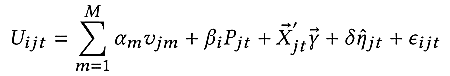 $U_{ijt} = \sum_{m=1}^{M} \alpha_m v_{jm} + \beta_i P_{jt} + \vec{X}'_{jt} \vec{\gamma} + \delta \hat{\eta}_{jt} + \epsilon_{ijt}$